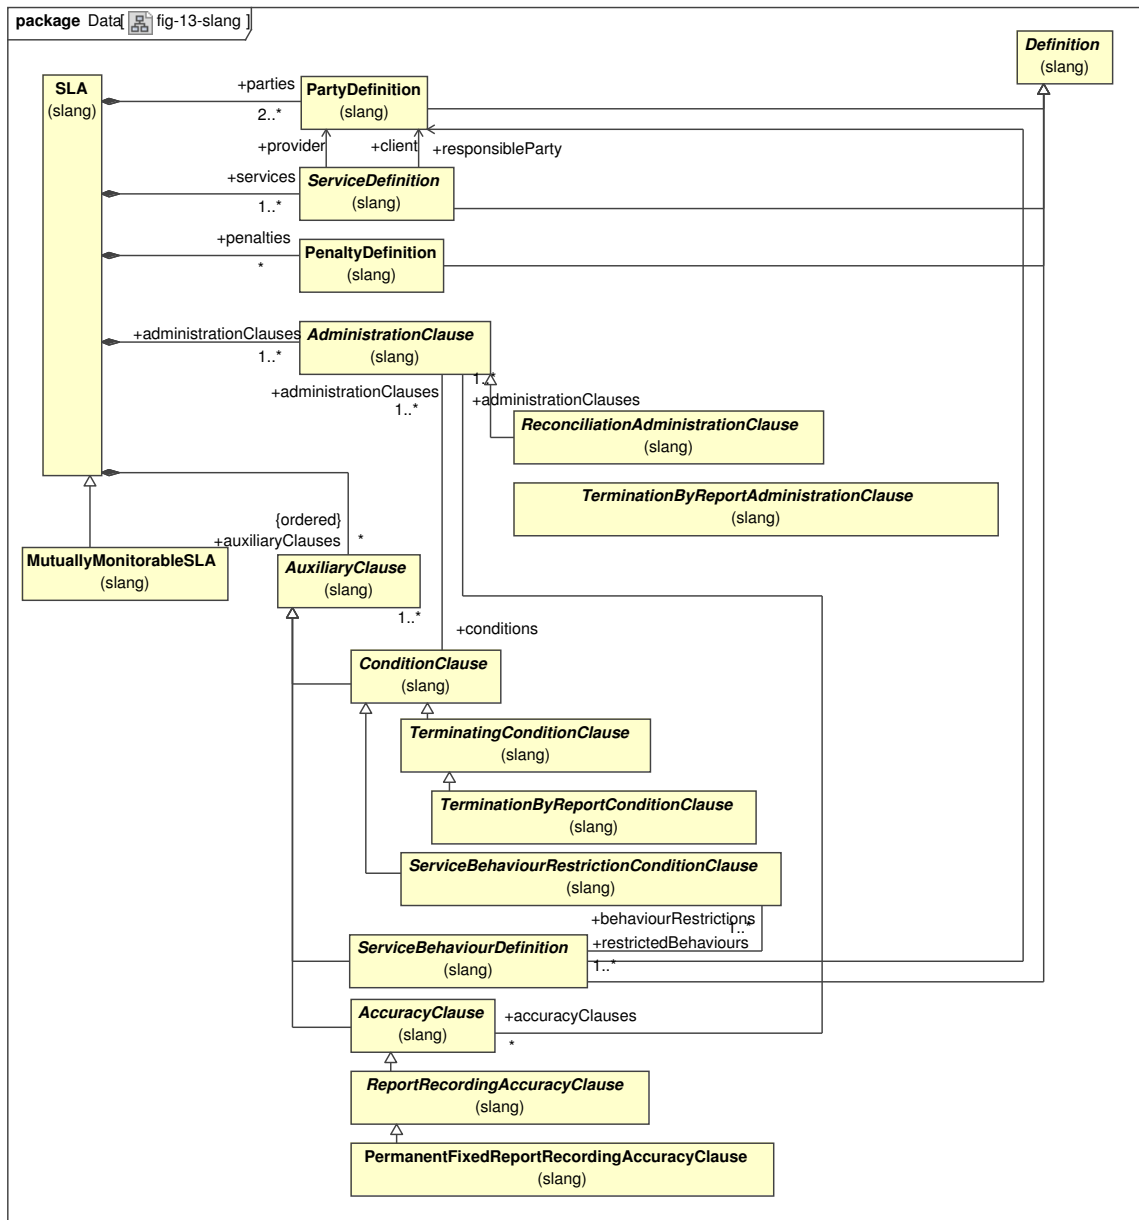 package Data[ fig-13-slang ]
Definition
(slang)
SLA
(slang)
+parties
2..*
PartyDefinition
(slang)
+provider
+client
+responsibleParty
+services
1..*
ServiceDefinition
(slang)
+penalties
*
PenaltyDefinition
(slang)
+administrationClauses
1..*
AdministrationClause
(slang)
+administrationClauses
1..*
1..*
+administrationClauses
ReconciliationAdministrationClause
(slang)
TerminationByReportAdministrationClause
(slang)
{ordered}
+auxiliaryClauses
*
MutuallyMonitorableSLA
(slang)
AuxiliaryClause
(slang)
1..*
+conditions
ConditionClause
(slang)
TerminatingConditionClause
(slang)
TerminationByReportConditionClause
(slang)
ServiceBehaviourRestrictionConditionClause
(slang)
+behaviourRestrictions
1..*
+restrictedBehaviours
1..*
ServiceBehaviourDefinition
(slang)
AccuracyClause
(slang)
+accuracyClauses
*
ReportRecordingAccuracyClause
(slang)
PermanentFixedReportRecordingAccuracyClause
(slang)